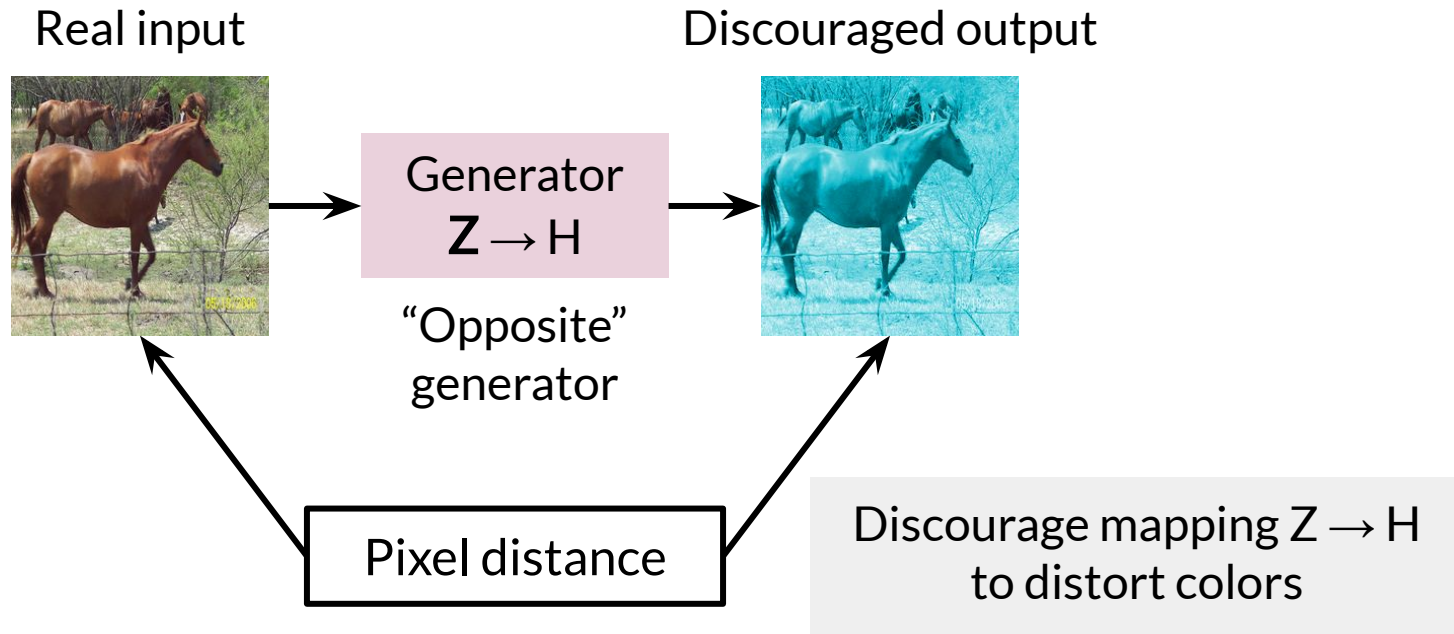 Real input
Discouraged output
Generator
Z → H
“Opposite”
generator
Pixel distance
Discourage mapping Z → H
to distort colors